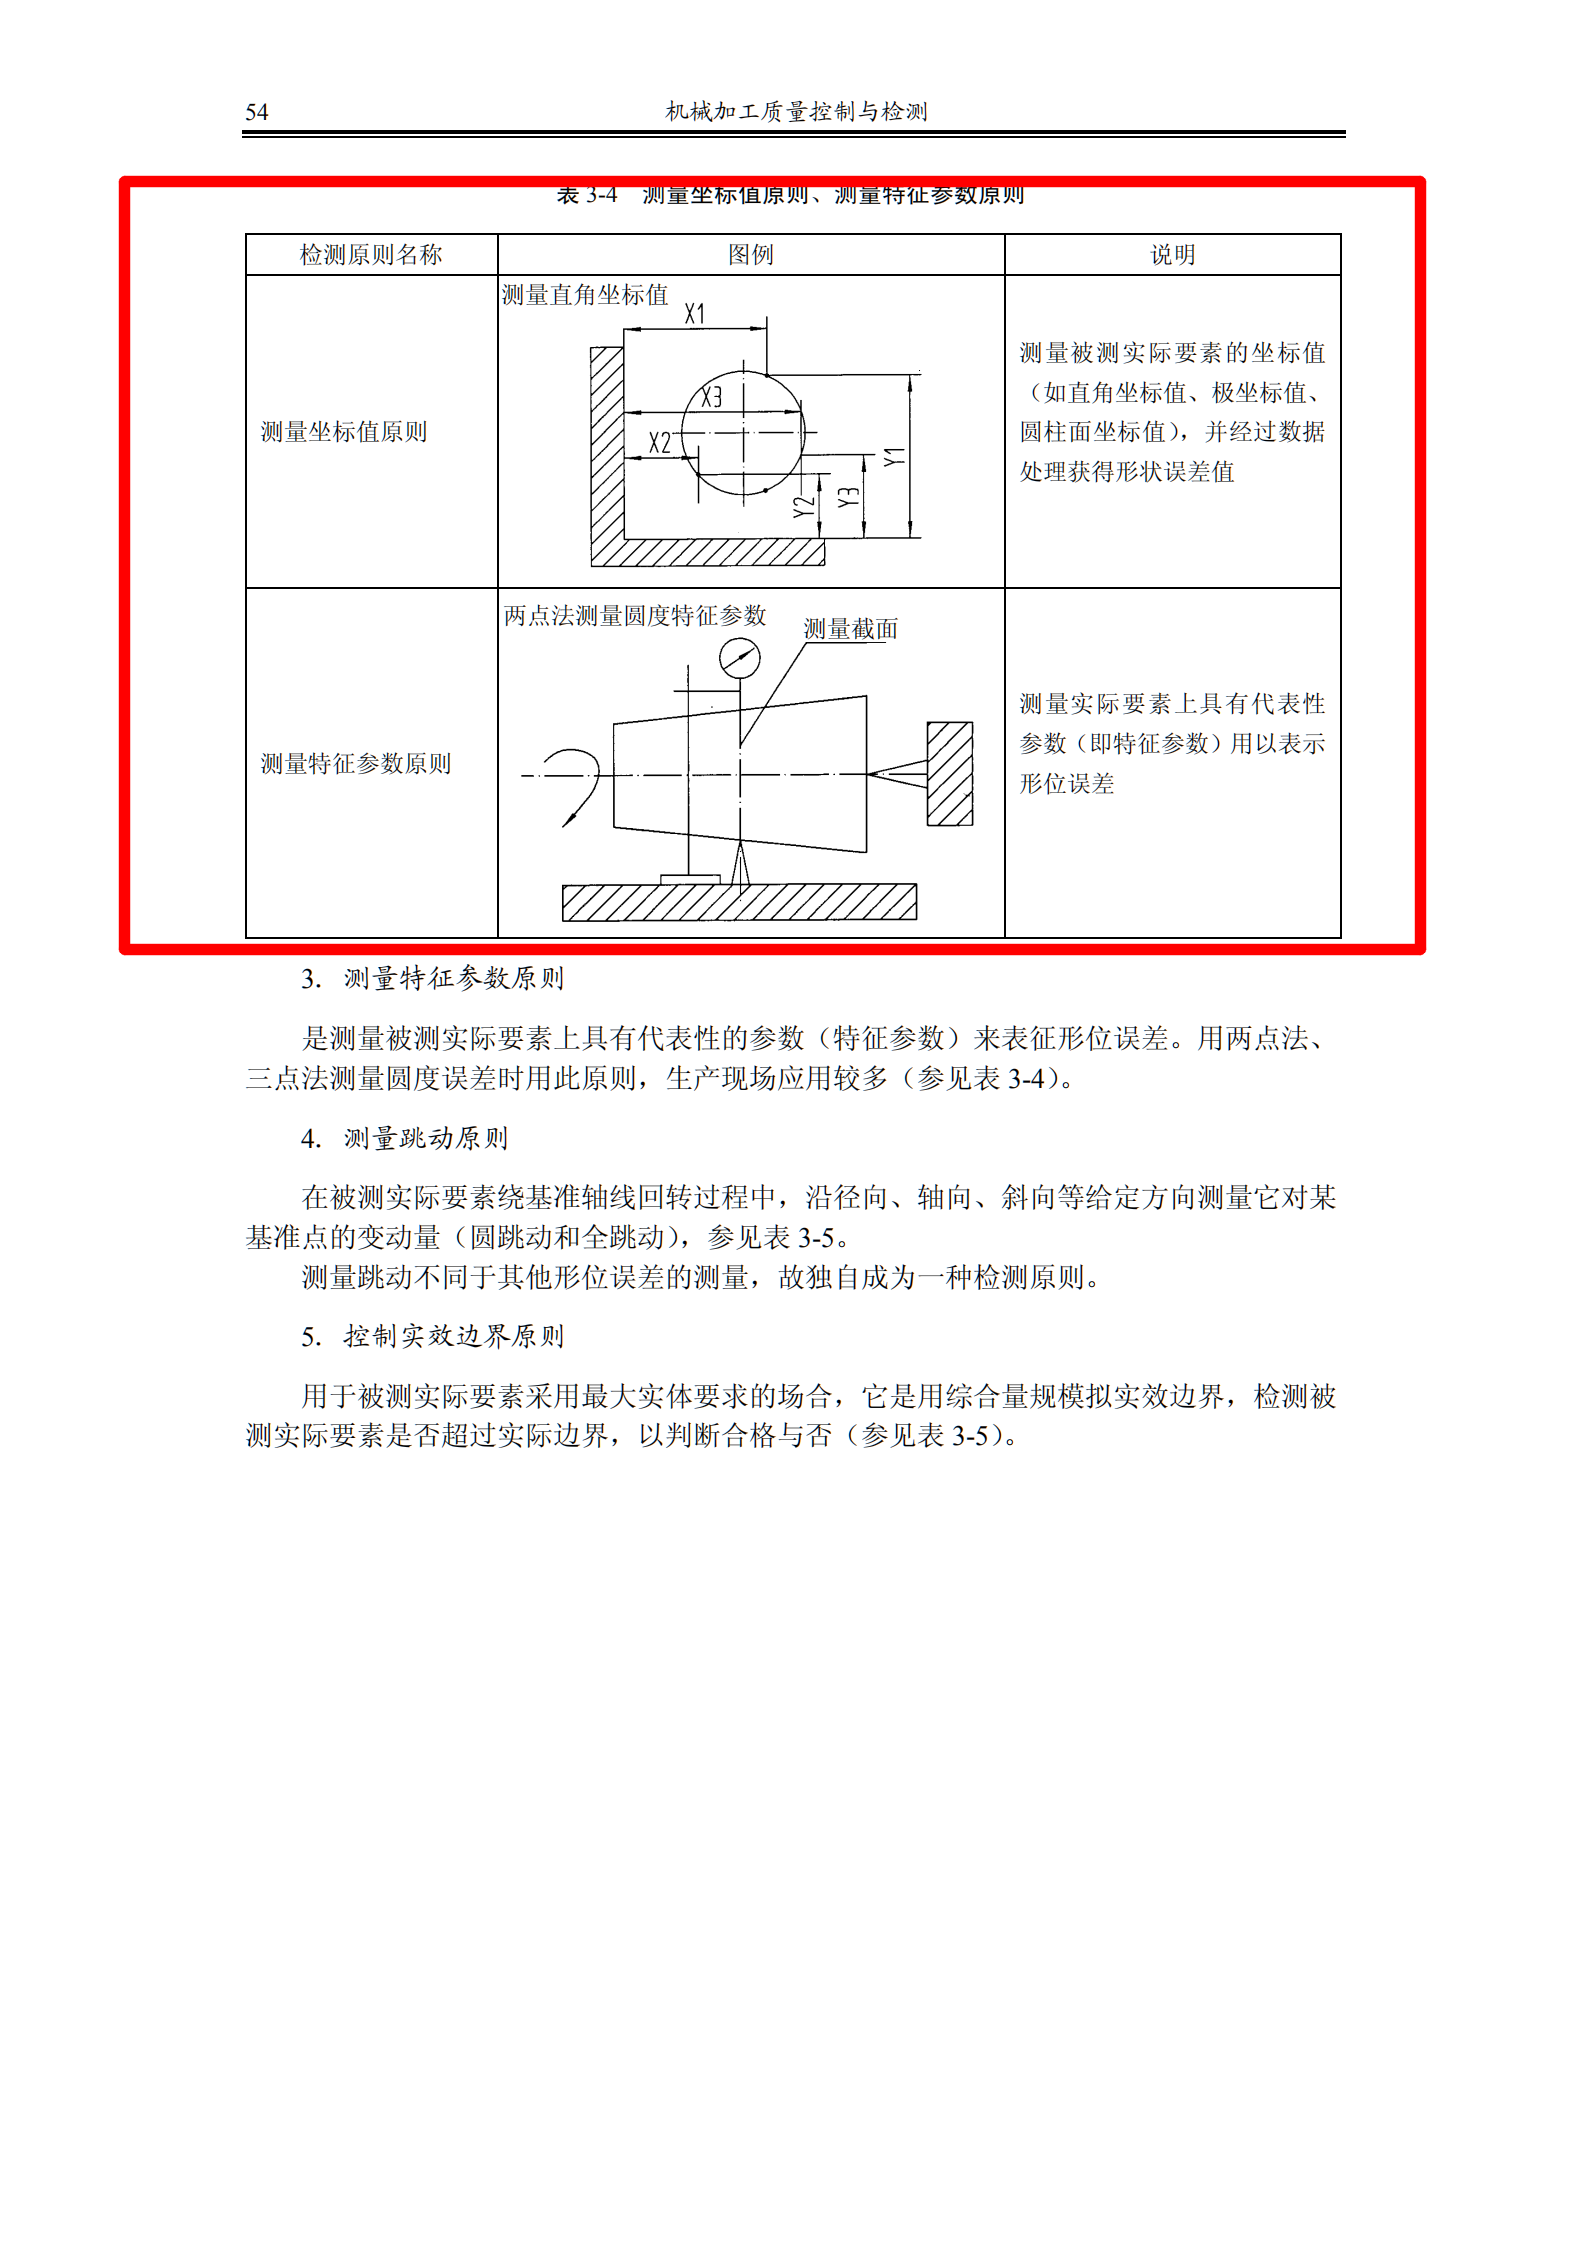 54
机械加工质量控制与检测
表 3-4 测量坐标值原则、测量特征参数原则
检测原则名称
图例
说明
测量坐标值原则
测量直角坐标值
X1
X3
X2
Y1
Y3
Y2
测量被测实际要素的坐标值
（如直角坐标值、极坐标值、
圆柱面坐标值），并经过数据
处理获得形状误差值
测量特征参数原则
两点法测量圆度特征参数
测量截面
测量实际要素上具有代表性
参数（即特征参数）用以表示
形位误差
3. 测量特征参数原则
是测量被测实际要素上具有代表性的参数（特征参数）来表征形位误差。用两点法、
三点法测量圆度误差时用此原则，生产现场应用较多（参见表 3-4）。
4. 测量跳动原则
在被测实际要素绕基准轴线回转过程中，沿径向、轴向、斜向等给定方向测量它对某
基准点的变动量（圆跳动和全跳动），参见表 3-5。
测量跳动不同于其他形位误差的测量，故独自成为一种检测原则。
5. 控制实效边界原则
用于被测实际要素采用最大实体要求的场合，它是用综合量规模拟实效边界，检测被
测实际要素是否超过实际边界，以判断合格与否（参见表 3-5）。